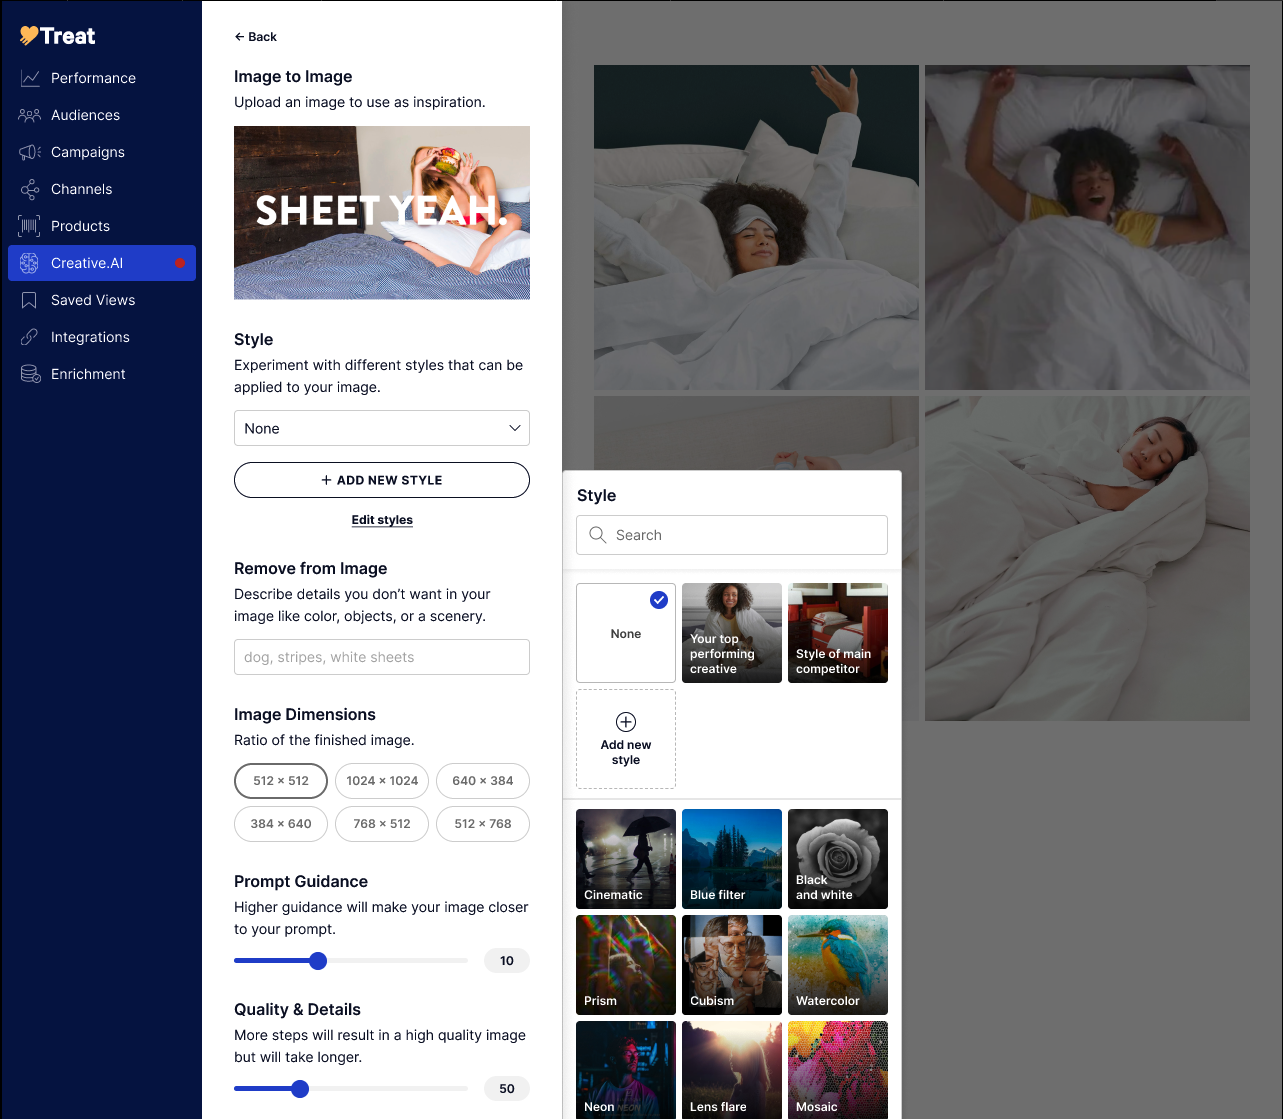 Treat
Performance
Audiences
Campaigns
Channels
Products
Creative.AI
Saved Views
Integrations
Enrichment
← Back
Image to Image
Upload an image to use as inspiration.
SHEET YEAH.
Style
Experiment with different styles that can be
applied to your image.
None
+ ADD NEW STYLE
Edit styles
Remove from Image
Describe details you don’t want in your
image like color, objects, or a scenery.
dog, stripes, white sheets
Image Dimensions
Ratio of the finished image.
512 × 512
1024 × 1024
640 × 384
384 × 640
768 × 512
512 × 768
Prompt Guidance
Higher guidance will make your image closer
to your prompt.
10
Quality & Details
More steps will result in a high quality image
but will take longer.
50
Style
Search
None
Your top
performing
creative
Style of main
competitor
Add new
style
Cinematic
Blue filter
Black
and white
Prism
Cubism
Watercolor
Neon
NEON
Lens flare
Mosaic